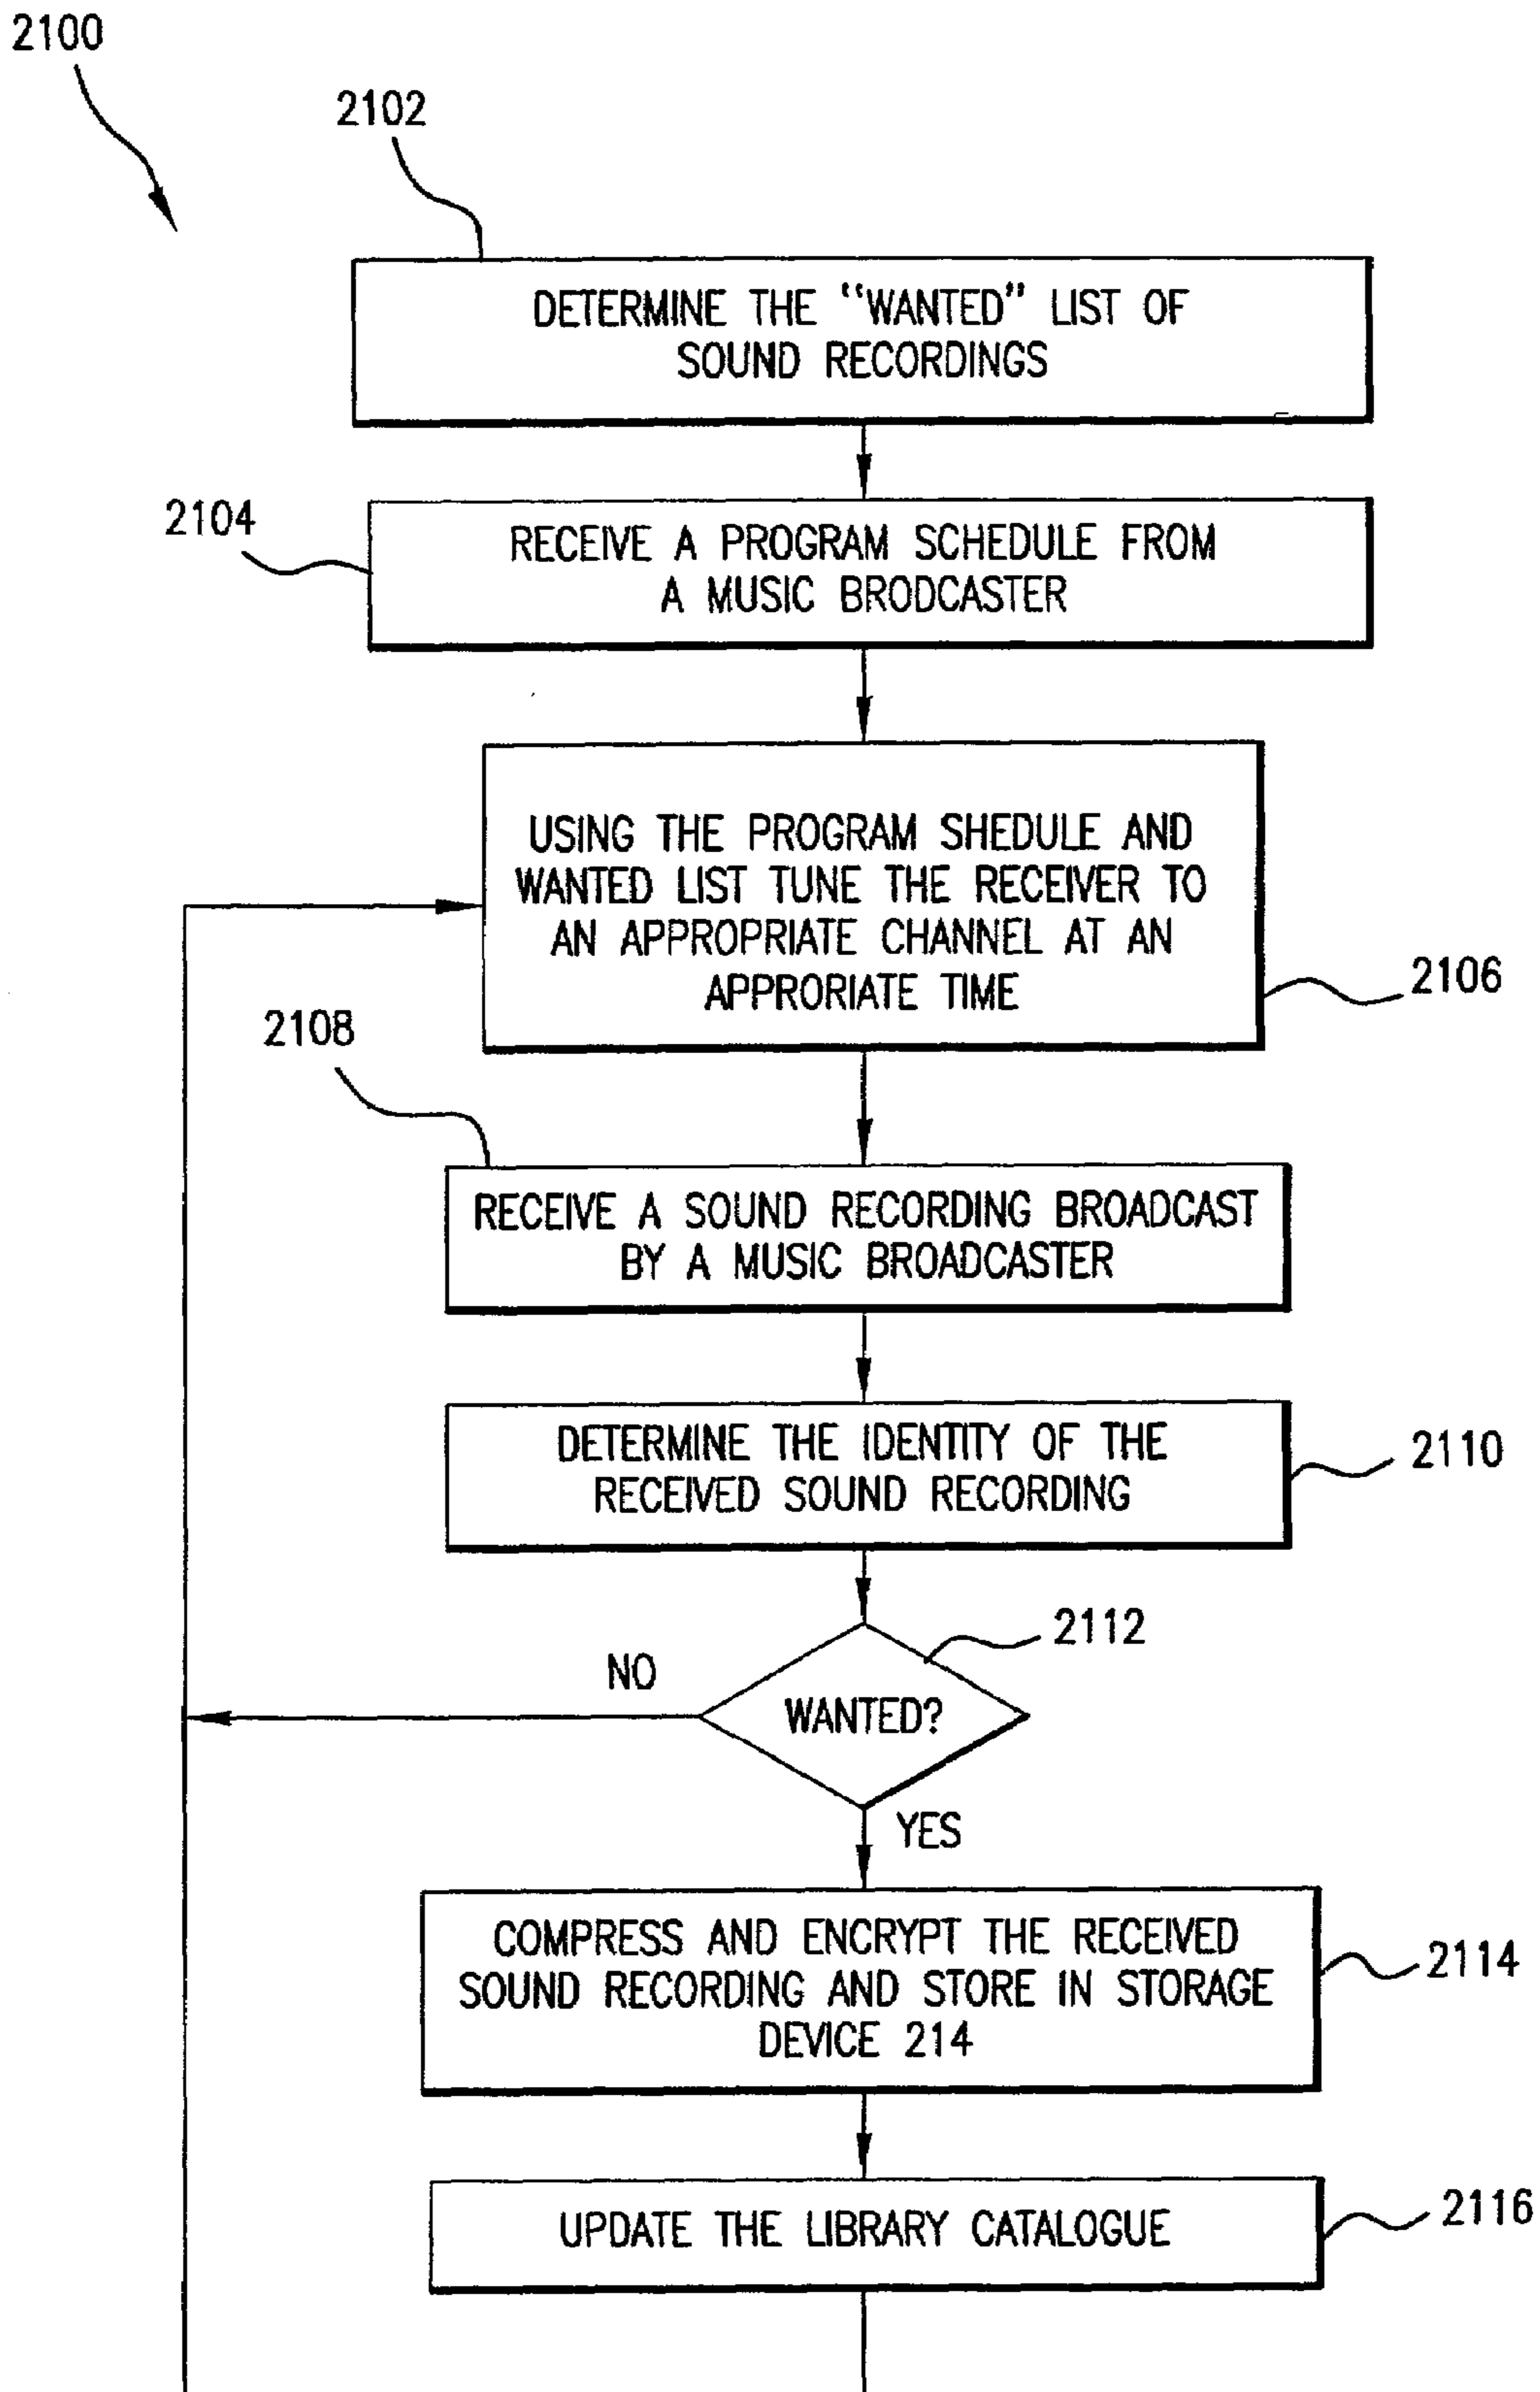 2100
2102
DETERMINE THE “WANTED” LIST OF
SOUND RECORDINGS
2104
RECEIVE A PROGRAM SCHEDULE FROM
A MUSIC BRODCASTER
USING THE PROGRAM SHEDULE AND
WANTED LIST TUNE THE RECEIVER TO
AN APPROPRIATE CHANNEL AT AN
APPRORIATE TIME
2106
2108
RECEIVE A SOUND RECORDING BROADCAST
BY A MUSIC BROADCASTER
DETERMINE THE IDENTITY OF THE
RECEIVED SOUND RECORDING
2110
2112
NO
WANTED?
YES
COMPRESS AND ENCRYPT THE RECEIVED
SOUND RECORDING AND STORE IN STORAGE
DEVICE 214
2114
UPDATE THE LIBRARY CATALOGUE
2116